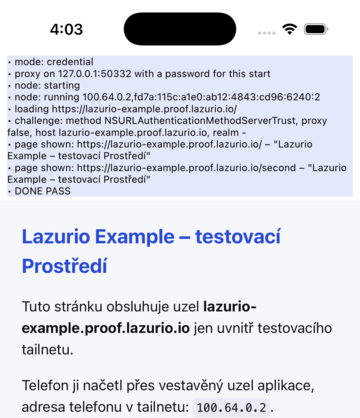 4:03
• mode: credential
• proxy on 127.0.0.1:50332 with a password for this start
• node: starting
• node: running 100.64.0.2,fd7a:115c:a1e0:ab12:4843:cd96:6240:2
• loading https://lazurio-example.proof.lazurio.io/
• challenge: method NSURLAuthenticationMethodServerTrust, proxy
false, host lazurio-example.proof.lazurio.io, realm -
• page shown: https://lazurio-example.proof.lazurio.io/ – "Lazurio
Example – testovací Prostředí"
• page shown: https://lazurio-example.proof.lazurio.io/second – "Lazurio
Example – testovací Prostředí"
• DONE PASS
Lazurio Example – testovací
Prostředí
Tuto stránku obsluhuje uzel lazurio-
example.proof.lazurio.io jen uvnitř testovacího
tailnetu.
Telefon ji načetl přes vestavěný uzel aplikace,
adresa telefonu v tailnetu: 100.64.0.2.